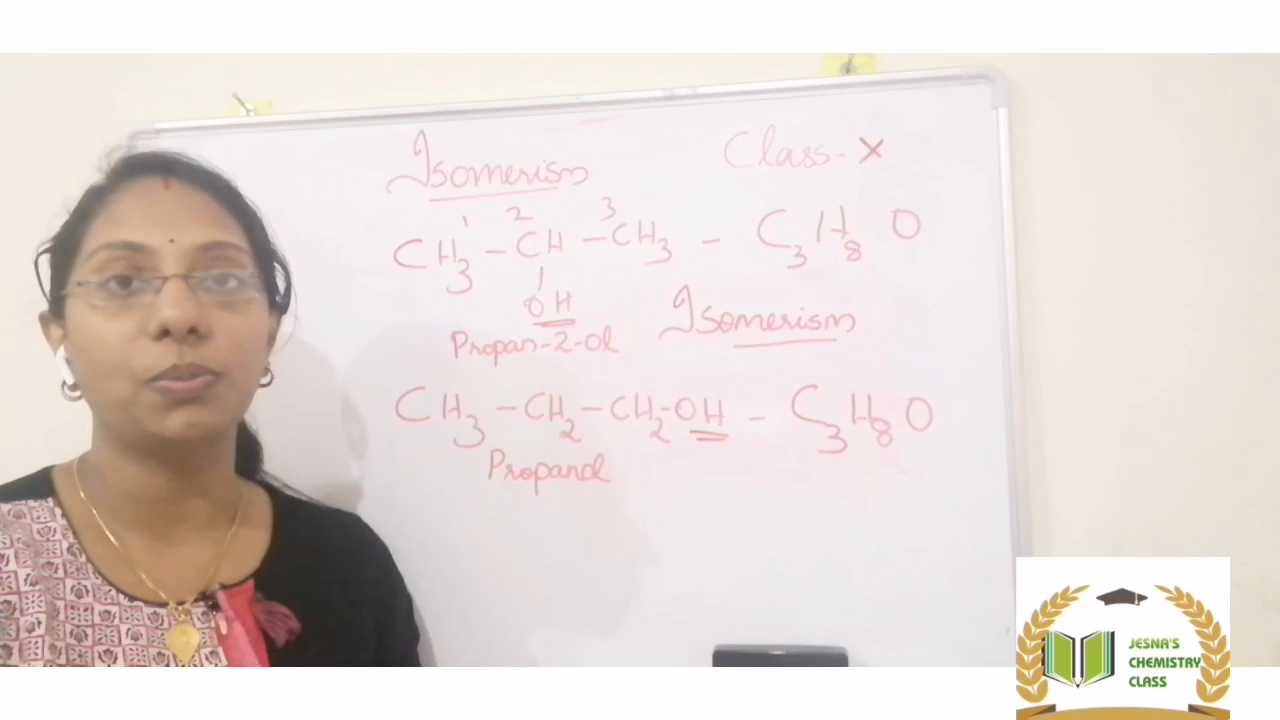 Isomerism Class-X
1 2 3
CH₃-CH-CH₃ - C₃H₈O
|
OH
Propan-2-ol Isomerism
CH₃-CH₂-CH₂-OH - C₃H₈O
Propanol
JESNA'S
CHEMISTRY
CLASS